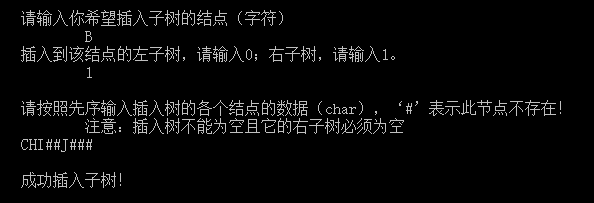 请输入你希望插入子树的结点（字符）
B
插入到该结点的左子树，请输入0；右子树，请输入1。
1
请按照先序输入插入树的各个结点的数据（char），‘#’表示此节点不存在！
注意：插入树不能为空且它的右子树必须为空
CHI##J###
成功插入子树！